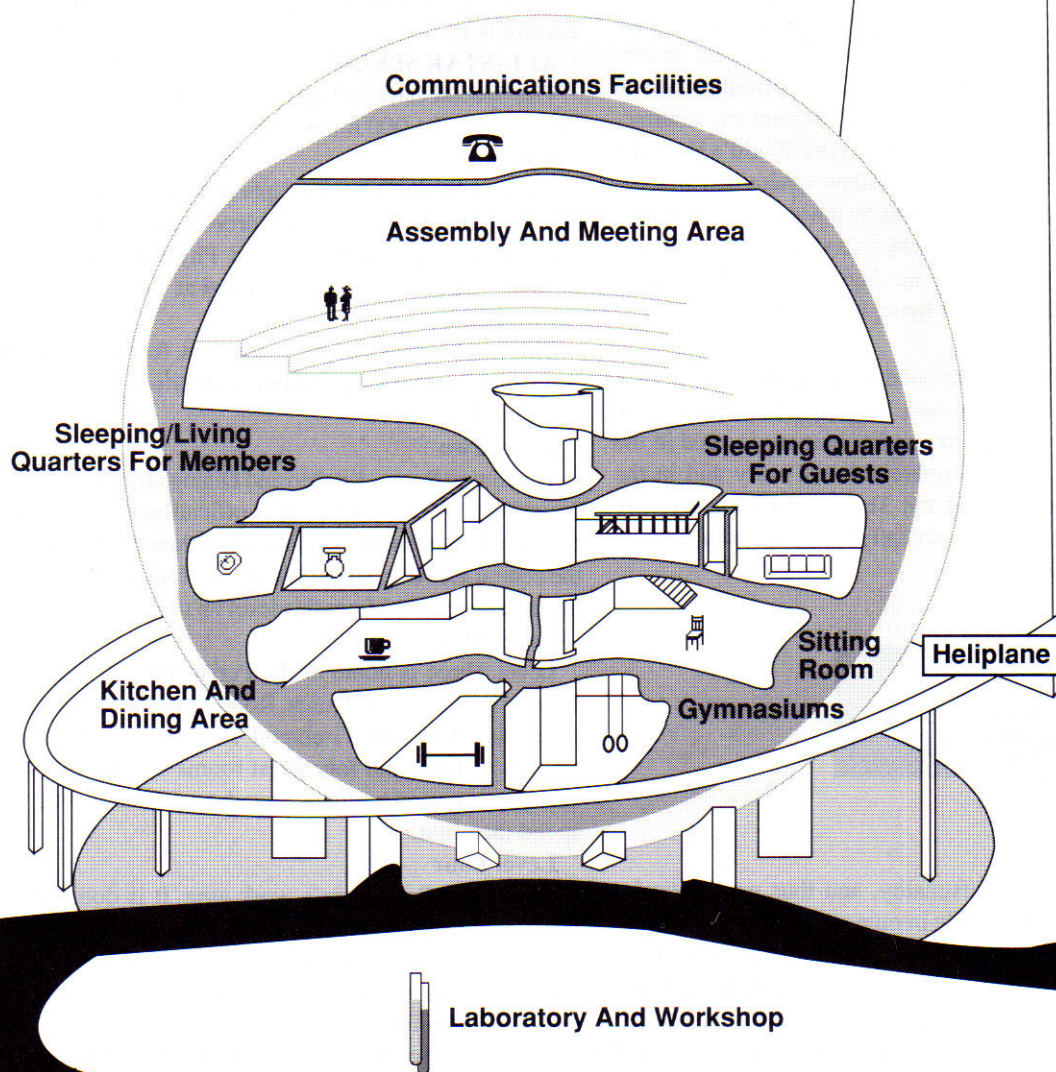 Communications Facilities
Assembly And Meeting Area
Sleeping/Living
Quarters For Members
Sleeping Quarters
For Guests
Sitting
Room
Heliplane
Kitchen And
Dining Area
Gymnasiums
Laboratory And Workshop